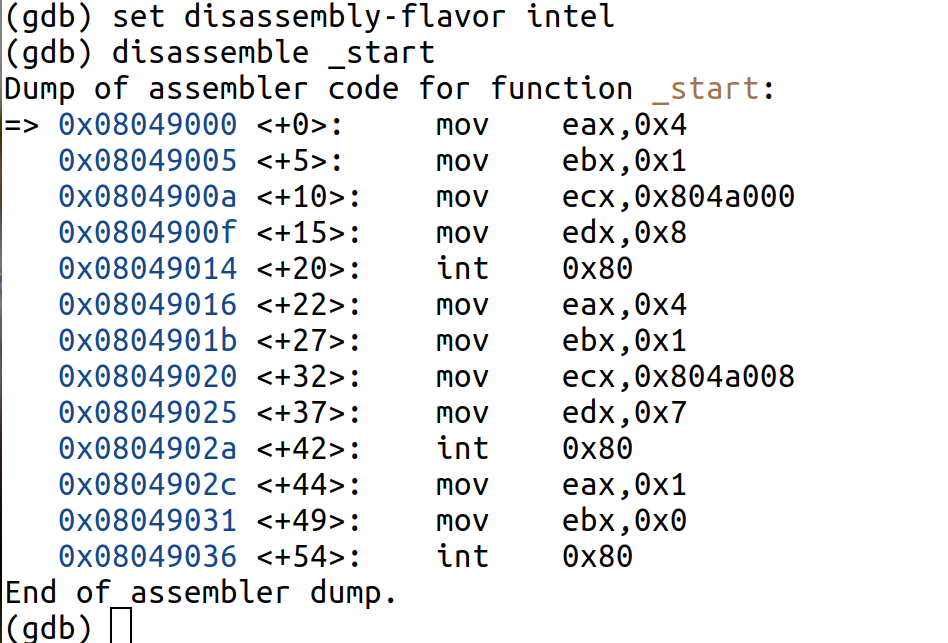 (gdb) set disassembly-flavor intel
(gdb) disassemble _start
Dump of assembler code for function _start:
=> 0x08049000 <+0>:     mov    eax,0x4
   0x08049005 <+5>:     mov    ebx,0x1
   0x0804900a <+10>:    mov    ecx,0x804a000
   0x0804900f <+15>:    mov    edx,0x8
   0x08049014 <+20>:    int    0x80
   0x08049016 <+22>:    mov    eax,0x4
   0x0804901b <+27>:    mov    ebx,0x1
   0x08049020 <+32>:    mov    ecx,0x804a008
   0x08049025 <+37>:    mov    edx,0x7
   0x0804902a <+42>:    int    0x80
   0x0804902c <+44>:    mov    eax,0x1
   0x08049031 <+49>:    mov    ebx,0x0
   0x08049036 <+54>:    int    0x80
End of assembler dump.
(gdb)